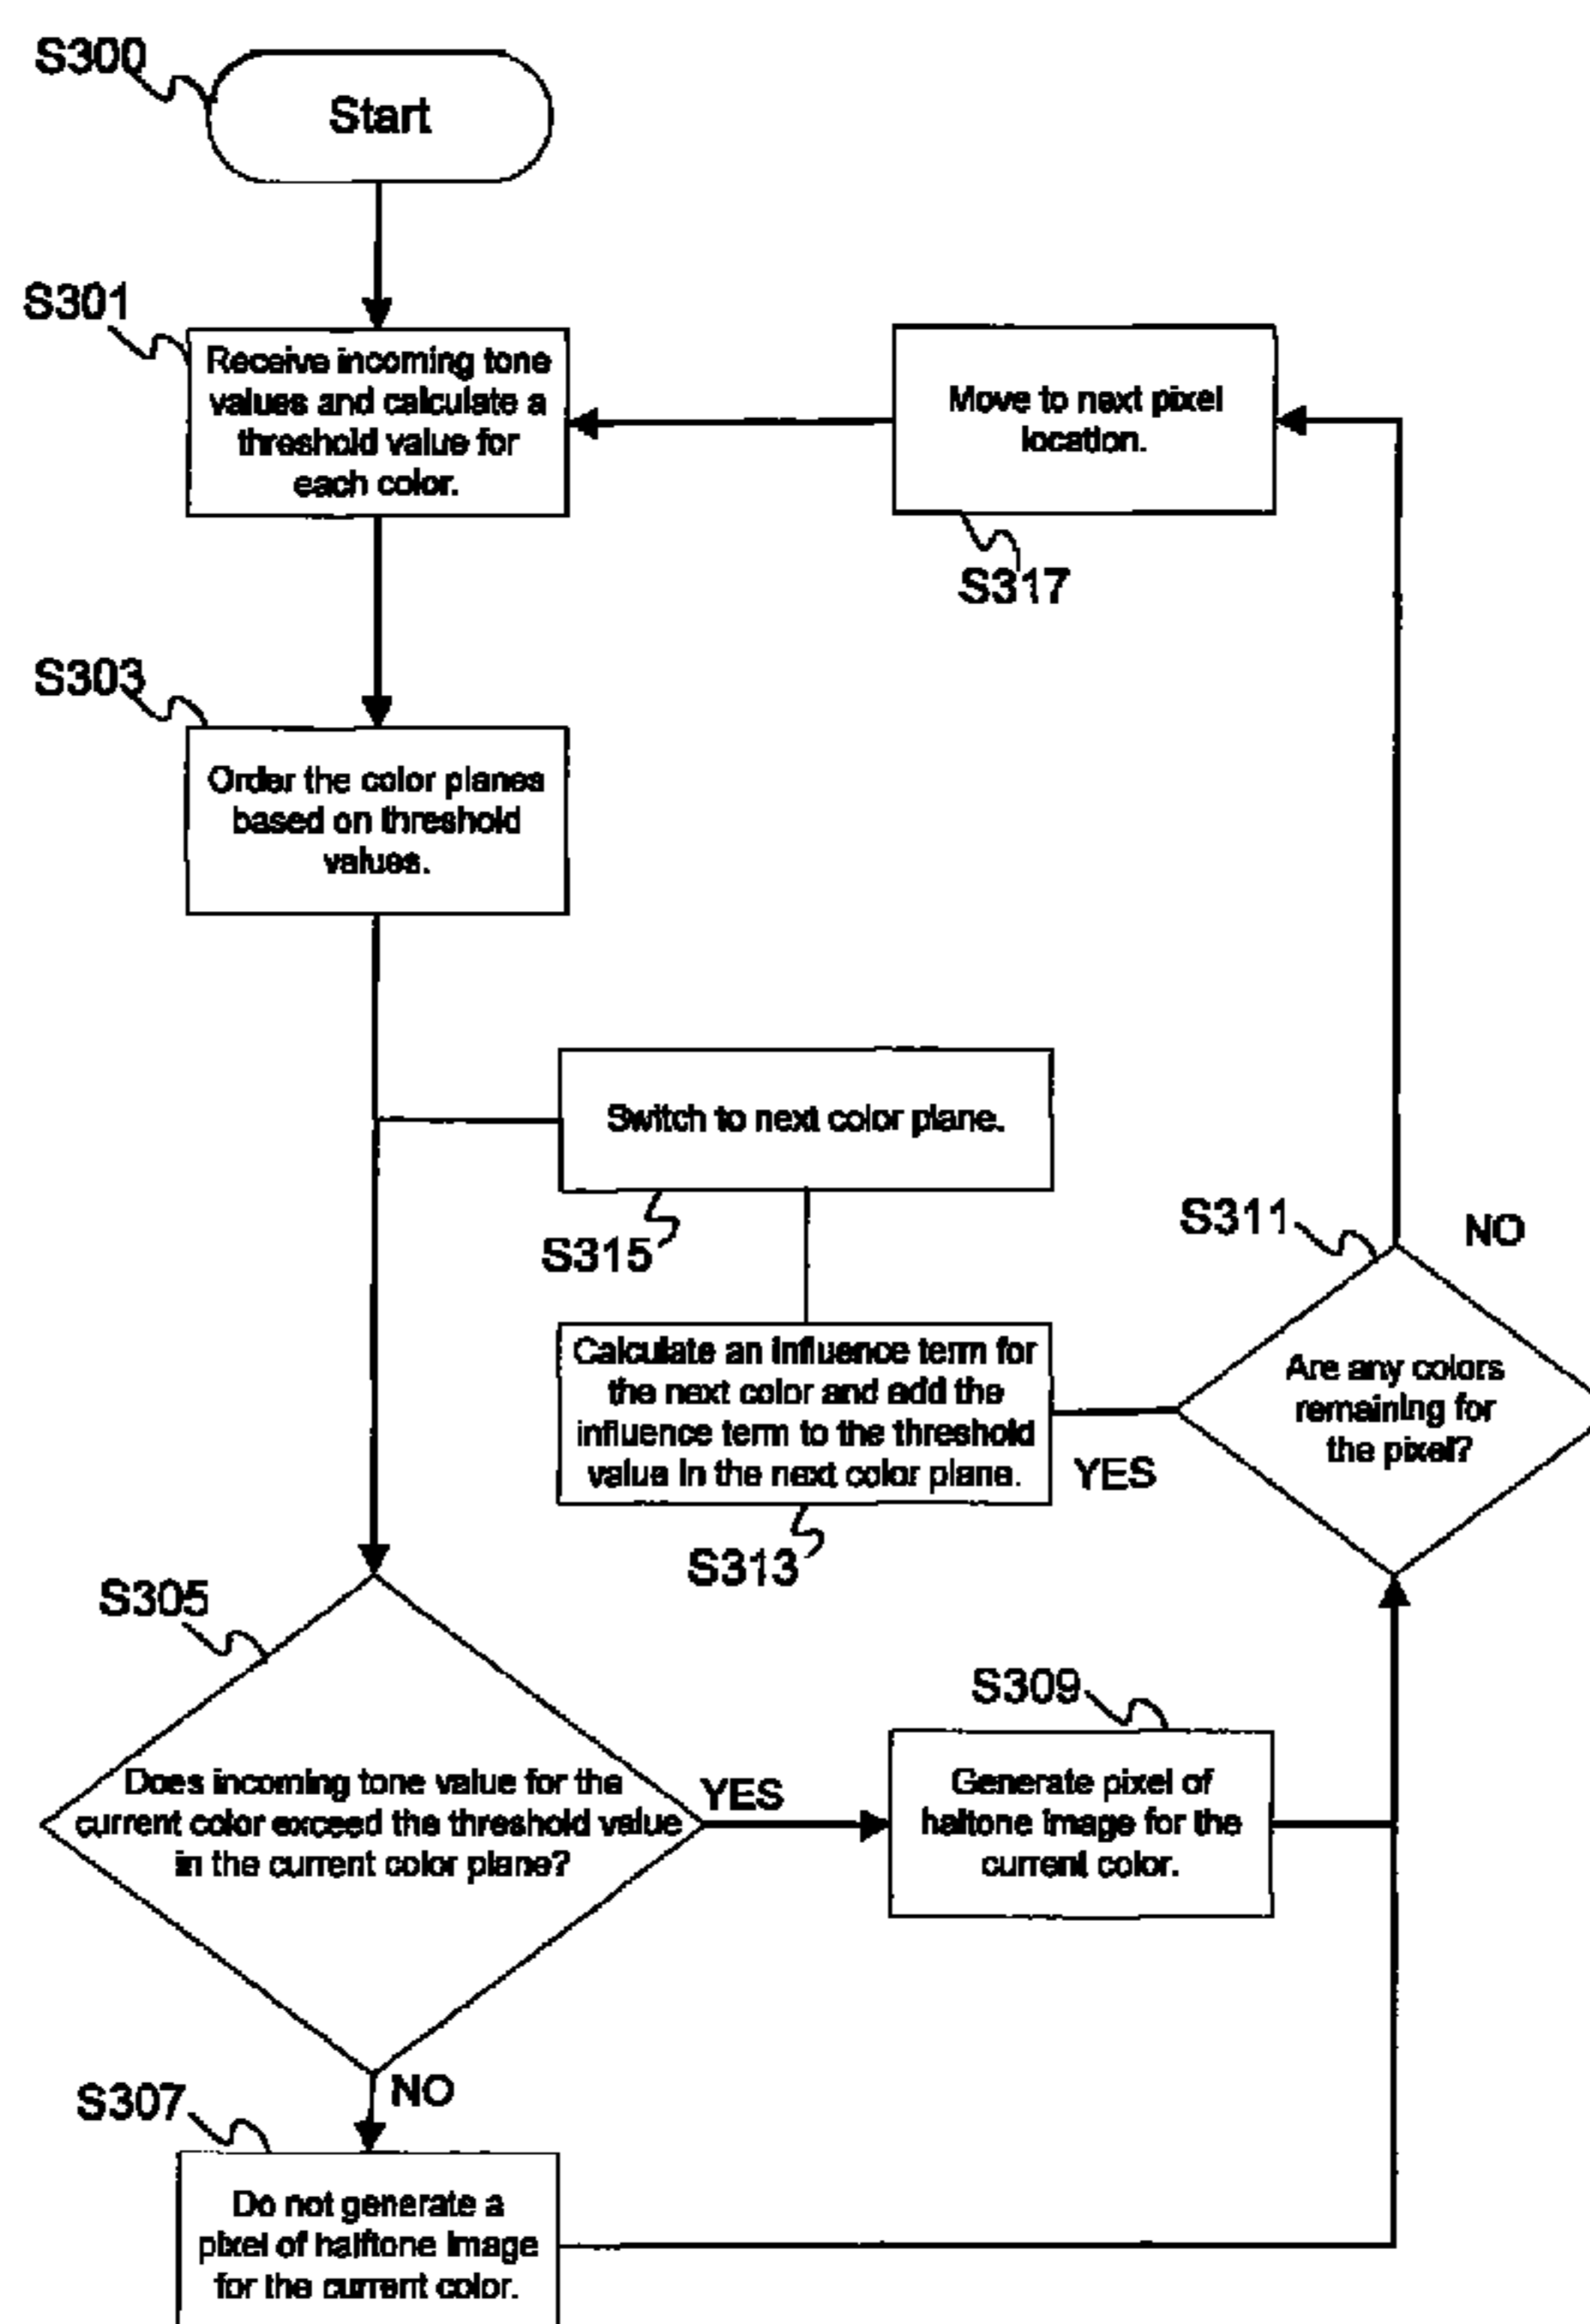 S300
Start
S301
Receive incoming tone
values and calculate a
threshold value for
each color.
Move to next pixel
location.
S317
S303
Order the color planes
based on threshold
values.
Switch to next color plane.
S315
S311
NO
Calculate an influence term for
the next color and add the
influence term to the threshold
value in the next color plane.
S313
YES
Are any colors
remaining for
the pixel?
S305
Does incoming tone value for the
current color exceed the threshold value
in the current color plane?
YES
S309
Generate pixel of
halftone image for the
current color.
NO
S307
Do not generate a
pixel of halftone image
for the current color.